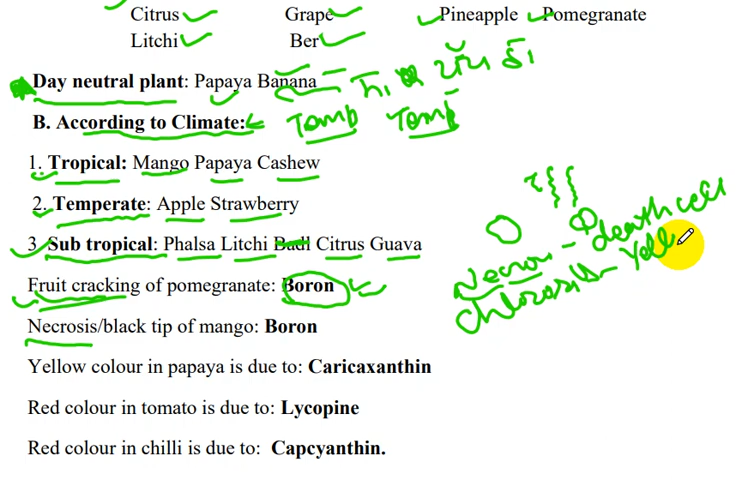 Citrus Grape Pineapple Pomegranate
Litchi Ber
Day neutral plant: Papaya Banana
B. According to Climate: Temp Temp
1. Tropical: Mango Papaya Cashew
2. Temperate: Apple Strawberry
3 Sub tropical: Phalsa Litchi Bael Citrus Guava
Necros - death cell
Chlorosis - Yell
Fruit cracking of pomegranate: Boron
Necrosis/black tip of mango: Boron
Yellow colour in papaya is due to: Caricaxanthin
Red colour in tomato is due to: Lycopine
Red colour in chilli is due to: Capcyanthin.